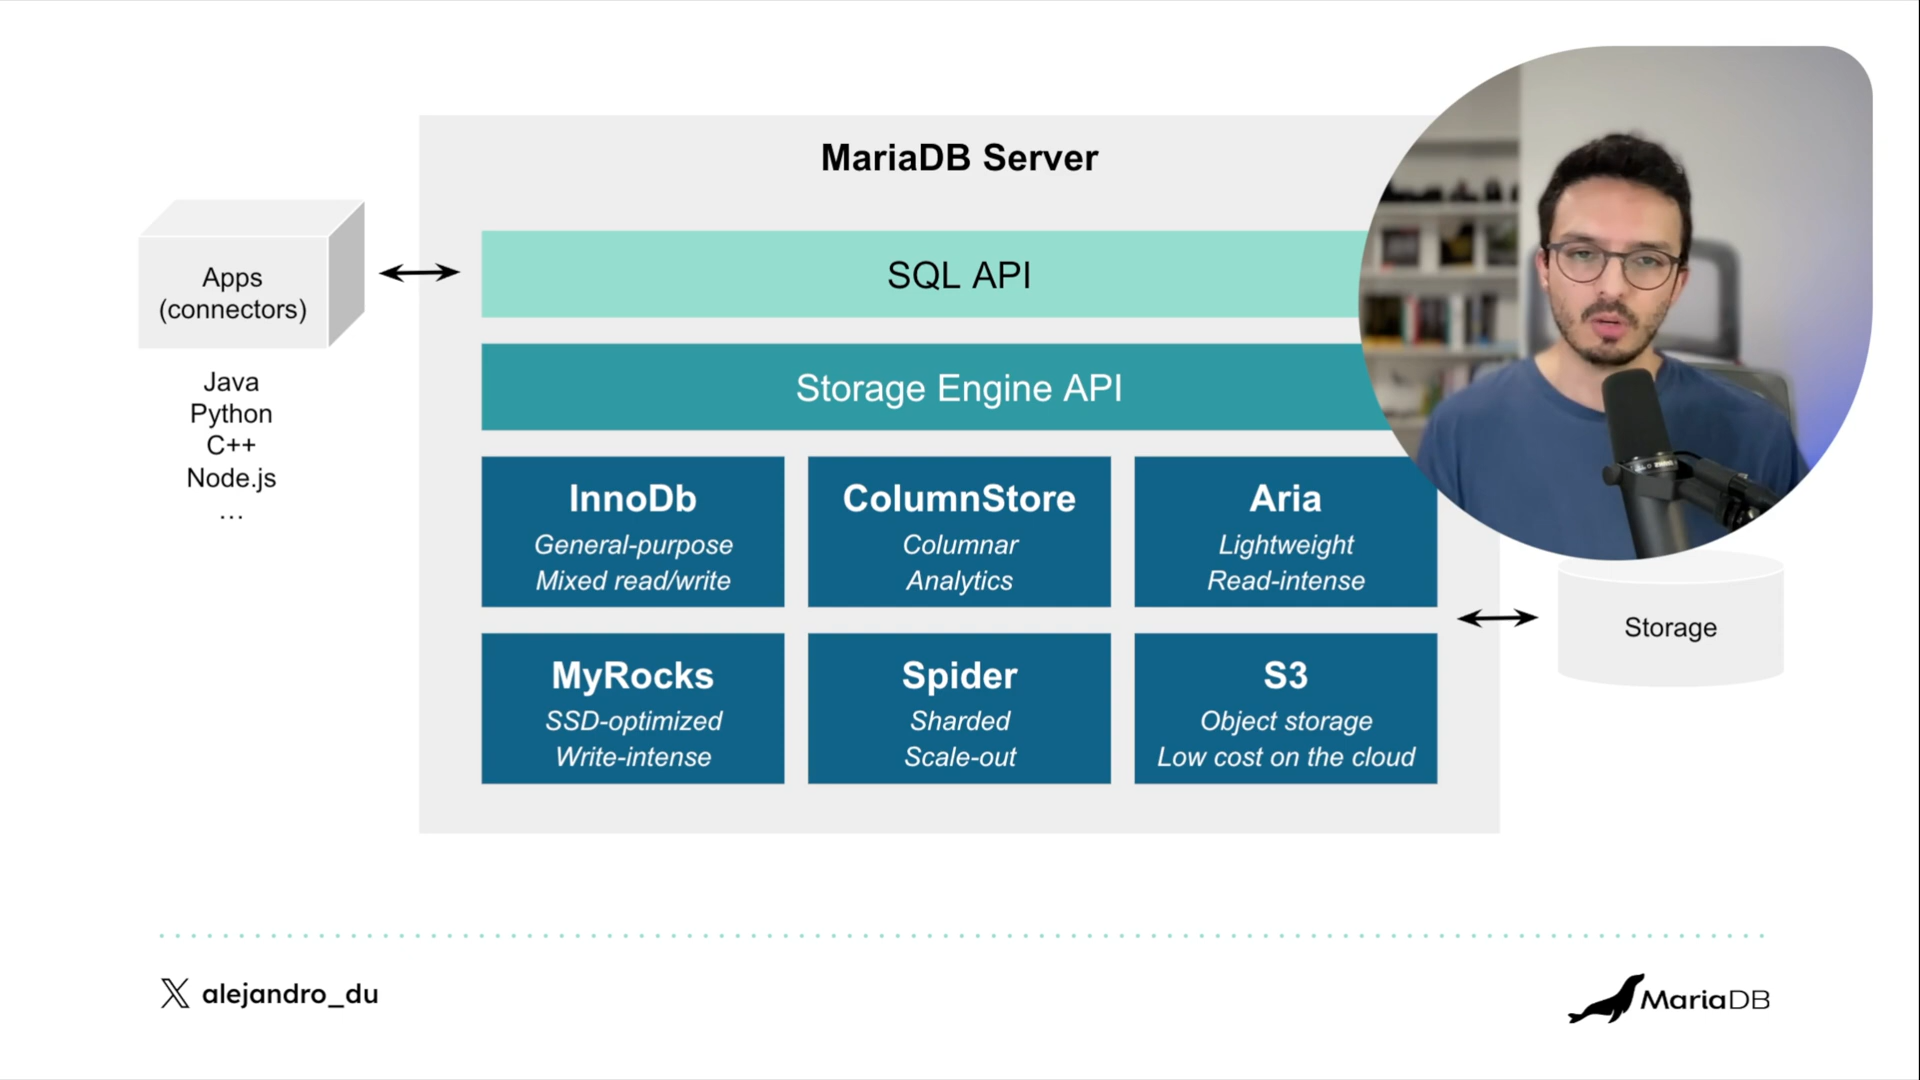 MariaDB Server
Apps
(connectors)
Java
Python
C++
Node.js
...
SQL API
Storage Engine API
InnoDb
General-purpose
Mixed read/write
ColumnStore
Columnar
Analytics
Aria
Lightweight
Read-intense
MyRocks
SSD-optimized
Write-intense
Spider
Sharded
Scale-out
S3
Object storage
Low cost on the cloud
Storage
X alejandro_du
MariaDB